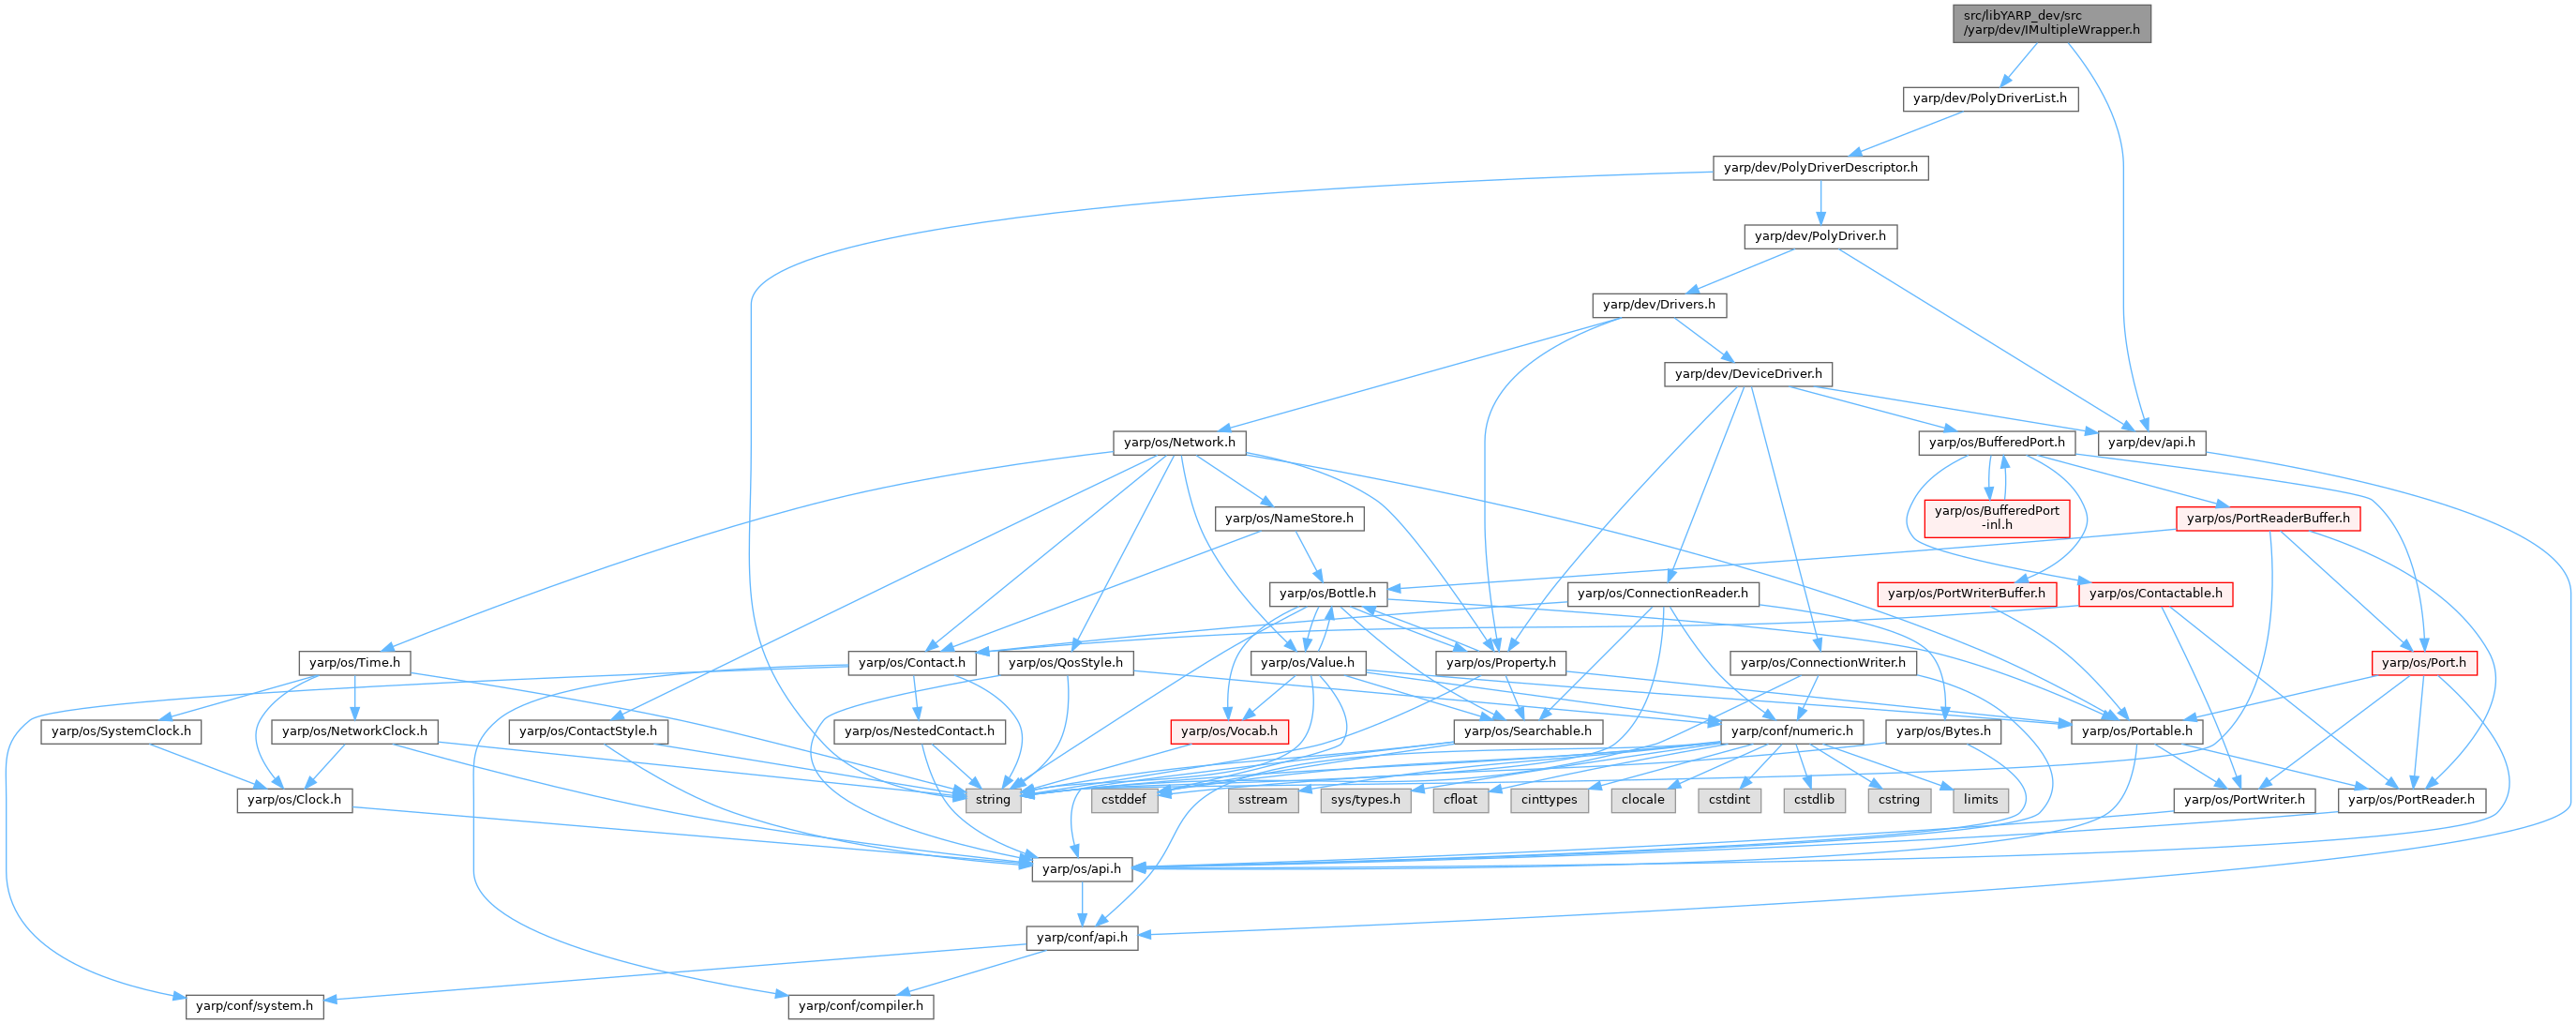 src/libYARP_dev/src
/yarp/dev/IMultipleWrapper.h
yarp/dev/PolyDriverList.h
yarp/dev/PolyDriverDescriptor.h
yarp/dev/PolyDriver.h
yarp/dev/Drivers.h
yarp/dev/DeviceDriver.h
yarp/os/Network.h
yarp/os/BufferedPort.h
yarp/dev/api.h
yarp/os/NameStore.h
yarp/os/BufferedPort
-inl.h
yarp/os/PortReaderBuffer.h
yarp/os/Bottle.h
yarp/os/ConnectionReader.h
yarp/os/PortWriterBuffer.h
yarp/os/Contactable.h
yarp/os/Time.h
yarp/os/Contact.h
yarp/os/QosStyle.h
yarp/os/Value.h
yarp/os/Property.h
yarp/os/ConnectionWriter.h
yarp/os/Port.h
yarp/os/SystemClock.h
yarp/os/NetworkClock.h
yarp/os/ContactStyle.h
yarp/os/NestedContact.h
yarp/os/Vocab.h
yarp/os/Searchable.h
yarp/conf/numeric.h
yarp/os/Bytes.h
yarp/os/Portable.h
yarp/os/Clock.h
string
cstddef
sstream
sys/types.h
cfloat
cinttypes
clocale
cstdint
cstdlib
cstring
limits
yarp/os/PortWriter.h
yarp/os/PortReader.h
yarp/os/api.h
yarp/conf/api.h
yarp/conf/system.h
yarp/conf/compiler.h